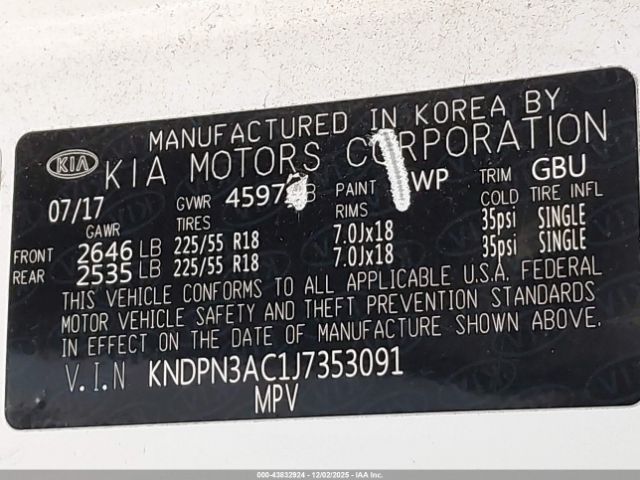 MANUFACTURED IN KOREA BY
KIA KIA MOTORS CORPORATION
07/17 GVWR PAINT WP TRIM GBU
GAWR TIRES RIMS COLD TIRE INFL
FRONT 2646 LB 225/55 R18 7.0Jx18 35psi SINGLE
REAR 2535 LB 225/55 R18 7.0Jx18 35psi SINGLE
THIS VEHICLE CONFORMS TO ALL APPLICABLE U.S.A. FEDERAL
MOTOR VEHICLE SAFETY AND THEFT PREVENTION STANDARDS
IN EFFECT ON THE DATE OF MANUFACTURE SHOWN ABOVE.
V.I.N KNDPN3AC1J7353091
MPV
000-43832924 - 12/02/2025 - IAA Inc.